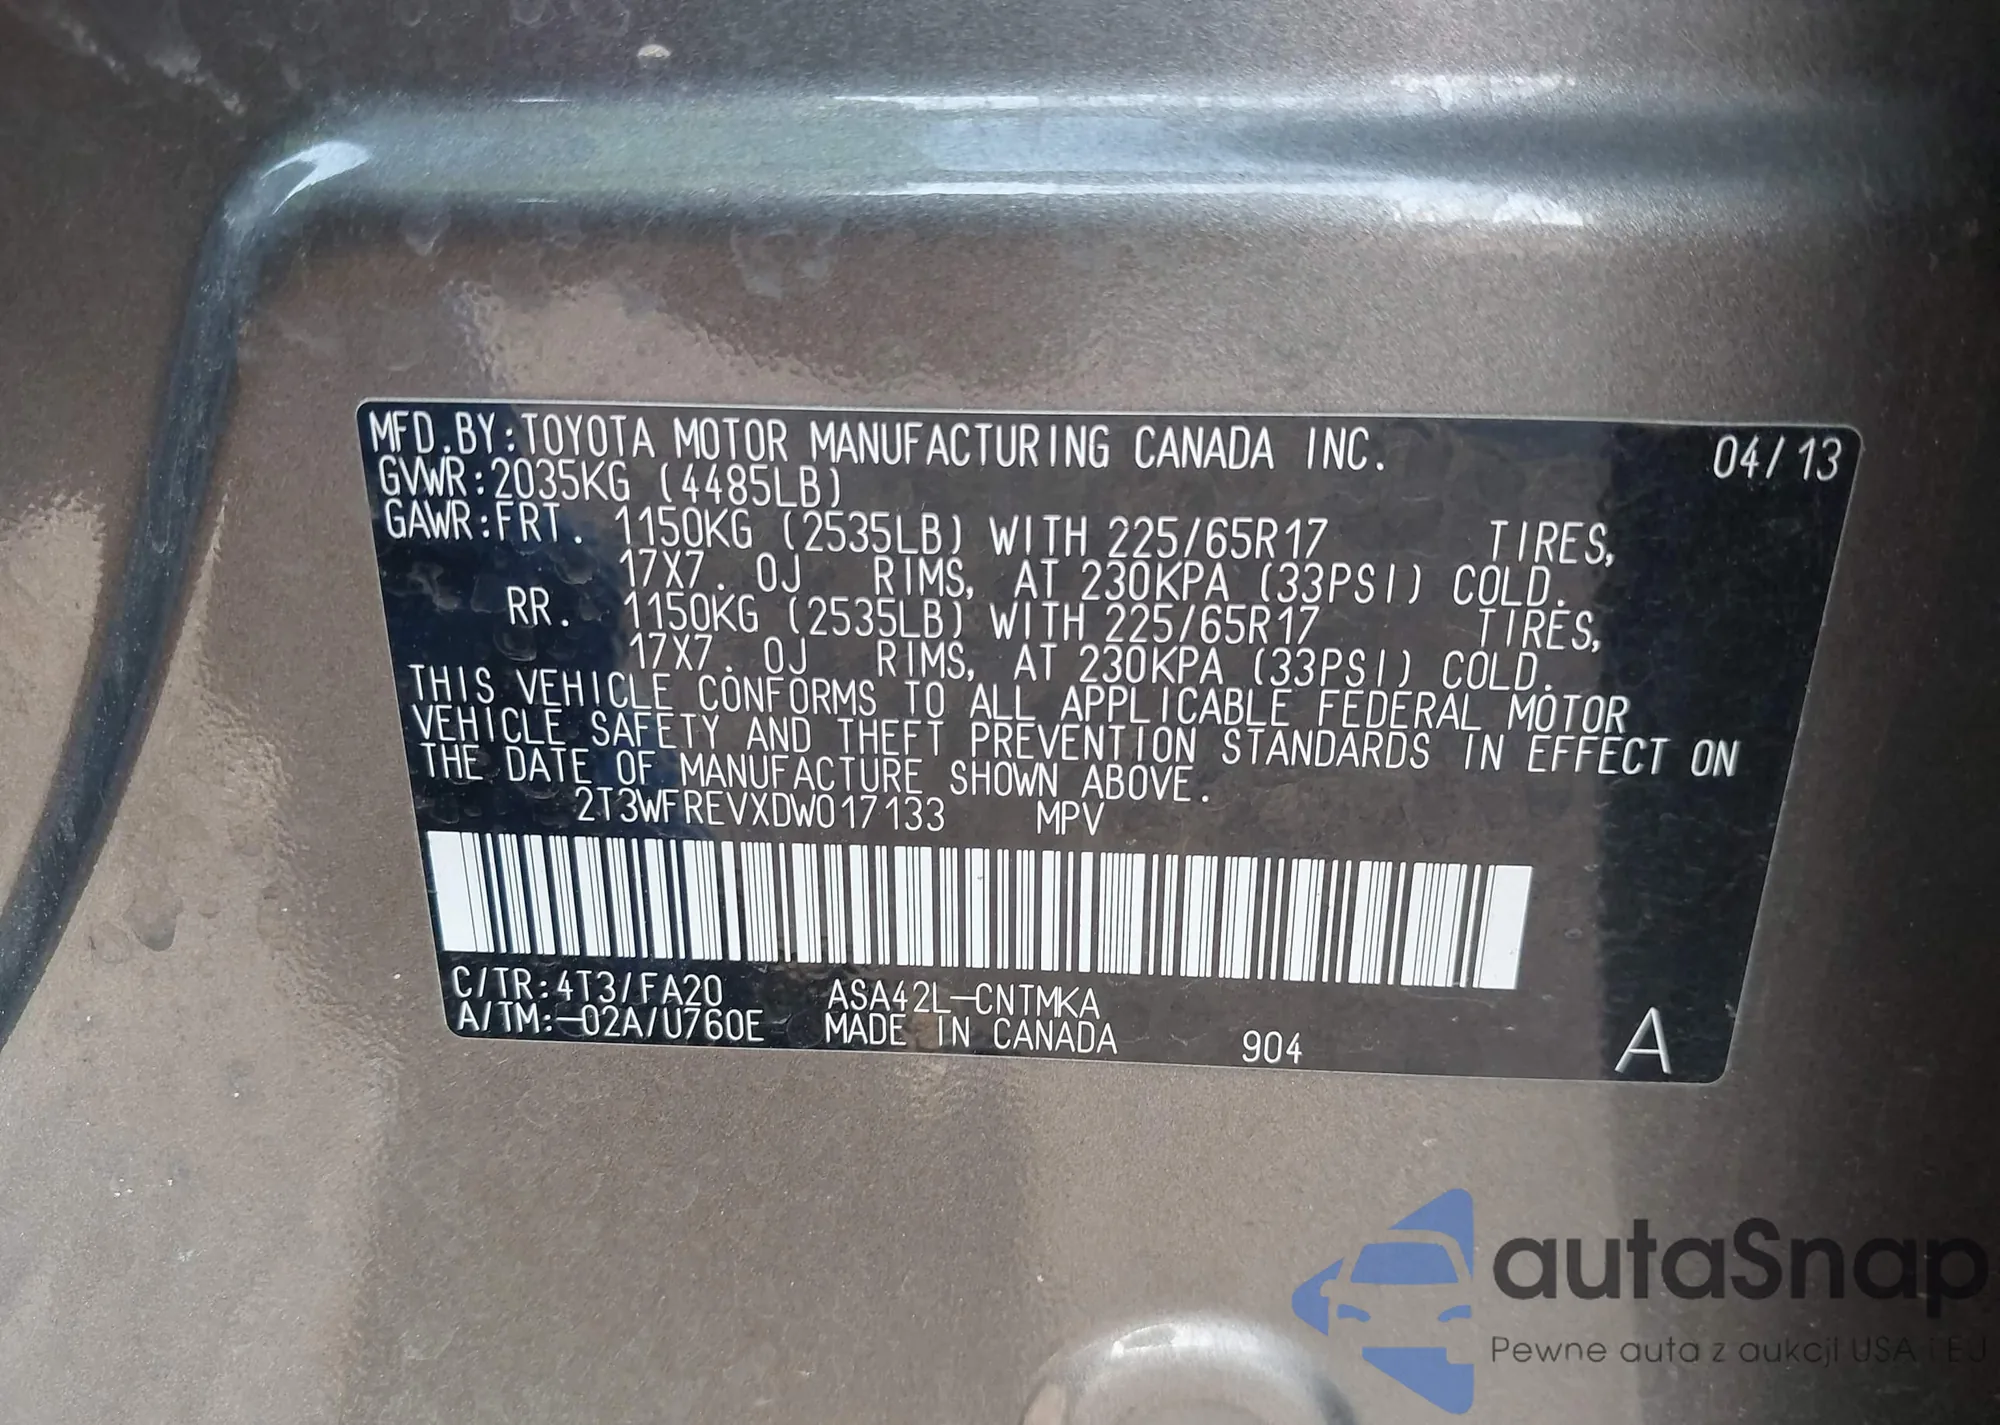 MFD.BY:TOYOTA MOTOR MANUFACTURING CANADA INC. 04/13
GVWR:2035KG (4485LB)
GAWR:FRT. 1150KG (2535LB) WITH 225/65R17 TIRES,
17X7.0J RIMS, AT 230KPA (33PSI) COLD.
RR. 1150KG (2535LB) WITH 225/65R17 TIRES,
17X7.0J RIMS, AT 230KPA (33PSI) COLD.
THIS VEHICLE CONFORMS TO ALL APPLICABLE FEDERAL MOTOR
VEHICLE SAFETY AND THEFT PREVENTION STANDARDS IN EFFECT ON
THE DATE OF MANUFACTURE SHOWN ABOVE.
2T3WFREVXDW017133 MPV
C/TR:4T3/FA20 ASA42L-CNTMKA
A/TM:-02A/U760E MADE IN CANADA 904 A
autaSnap
Pewne auta z aukcji USA i EU